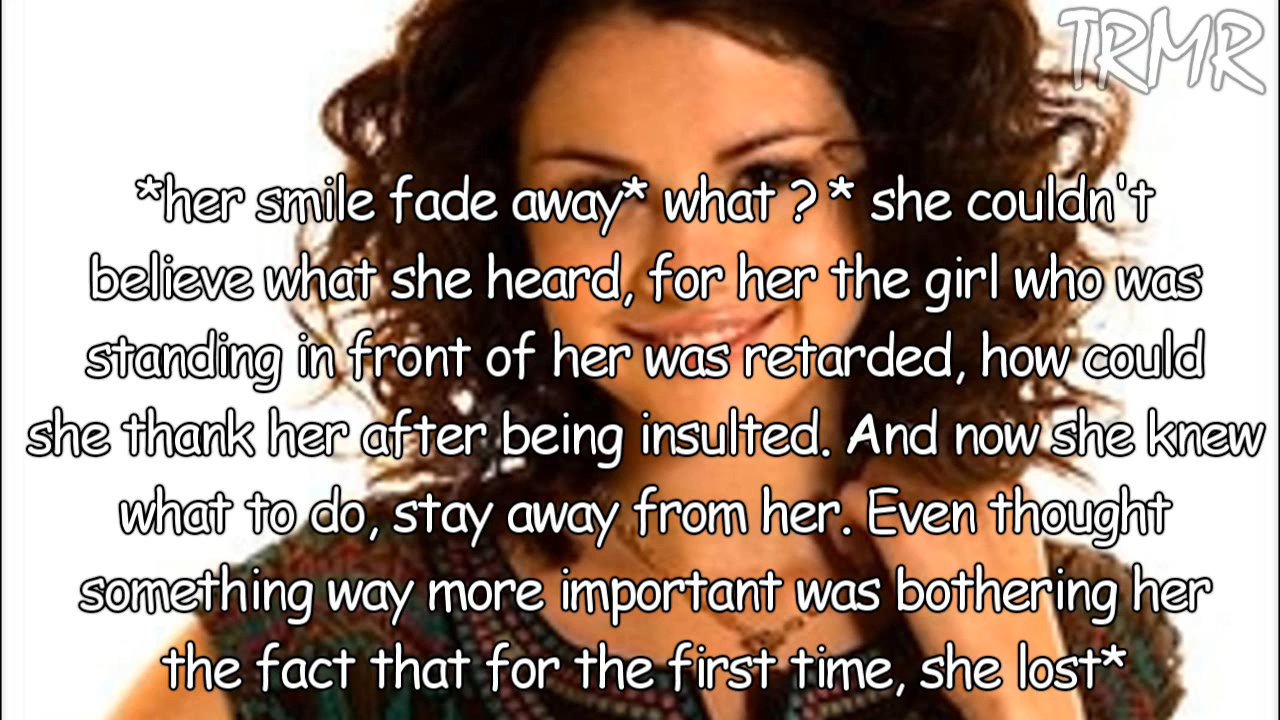 TRMR
*her smile fade away* what ? * she couldn't
believe what she heard, for her the girl who was
standing in front of her was retarded, how could
she thank her after being insulted. And now she knew
what to do, stay away from her. Even thought
something way more important was bothering her
the fact that for the first time, she lost*